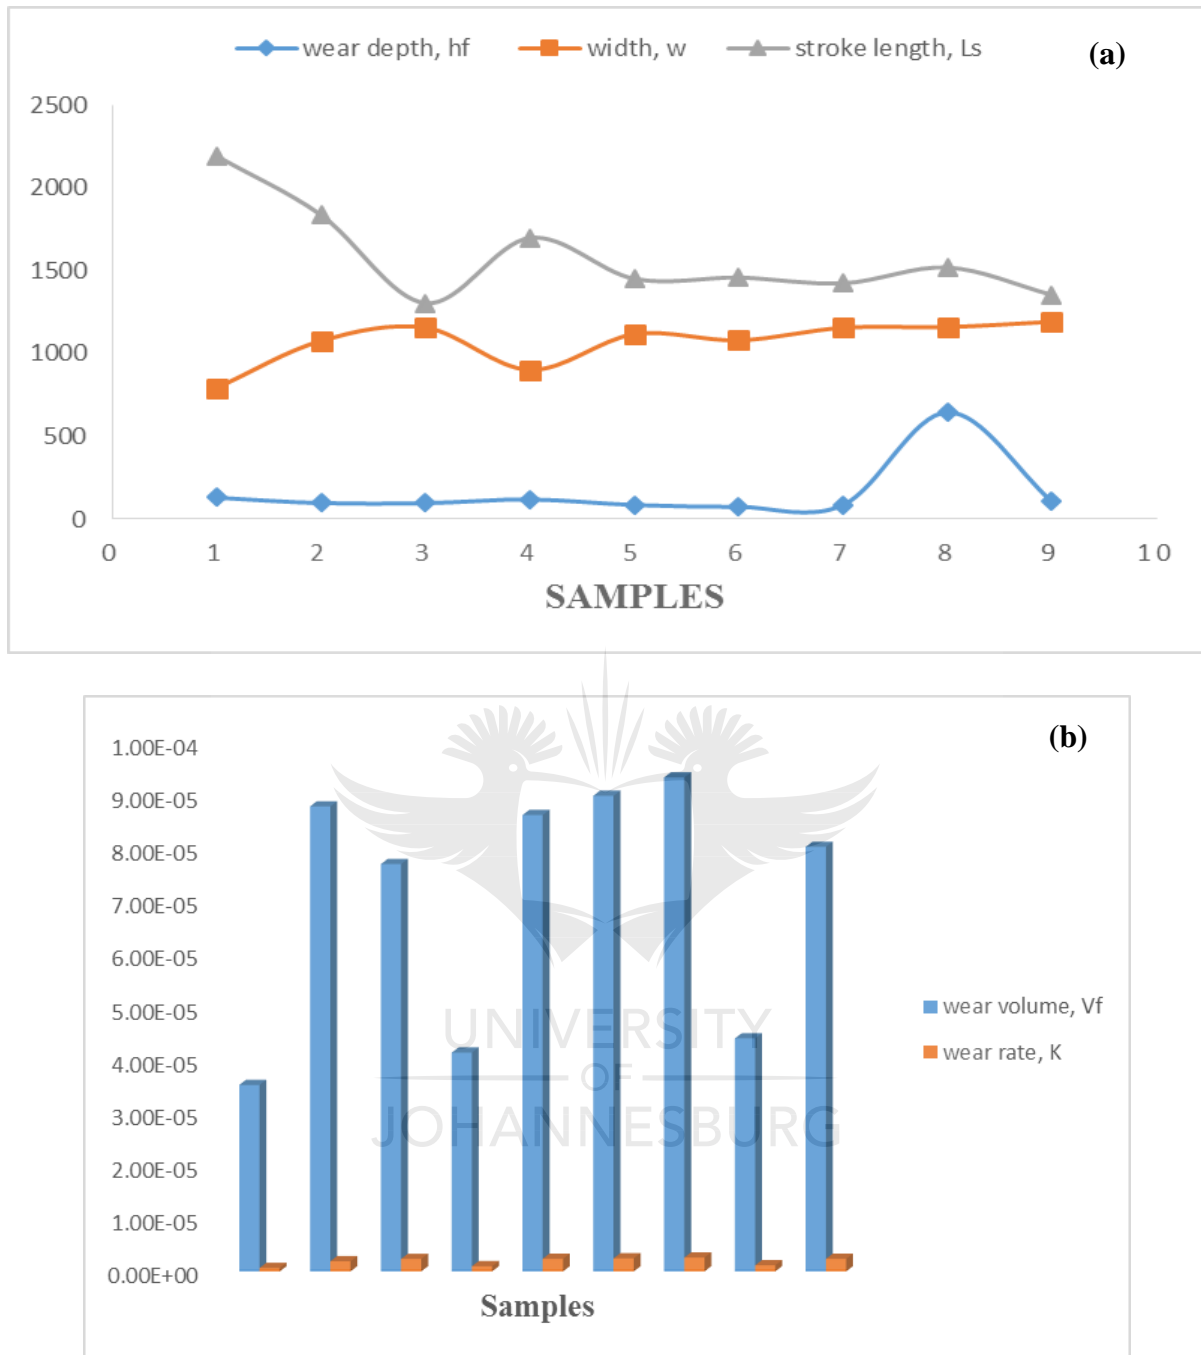 wear depth, hf width, w stroke length, Ls
(a)
2500
2000
1500
1000
500
0
0 1 2 3 4 5 6 7 8 9 10
SAMPLES
(b)
1.00E-04
9.00E-05
8.00E-05
7.00E-05
6.00E-05
5.00E-05
4.00E-05
3.00E-05
2.00E-05
1.00E-05
0.00E+00
wear volume, Vf
wear rate, K
Samples
UNIVERSITY
OF
JOHANNESBURG